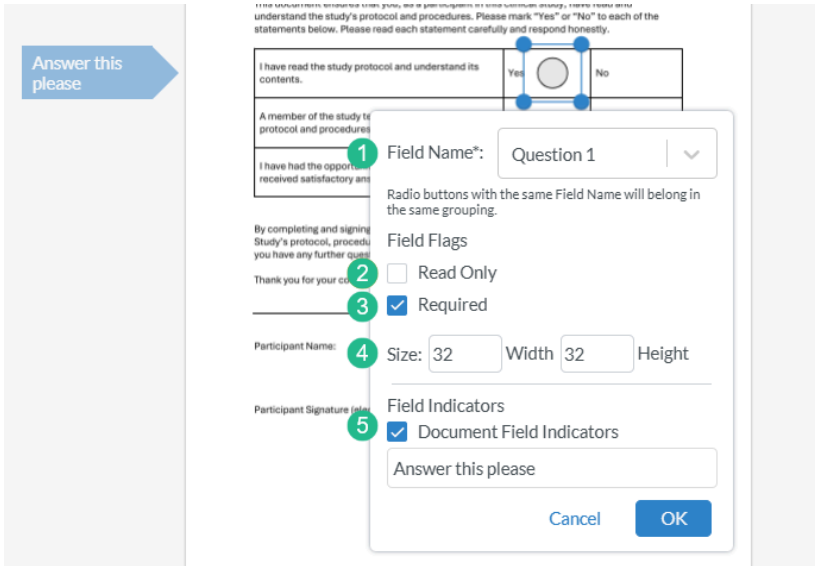 This document ensures that you, as a participant in this clinical study, have read and
understand the study's protocol and procedures. Please mark "Yes" or "No" to each of the
statements below. Please read each statement carefully and respond honestly.
Answer this
please
I have read the study protocol and understand its
contents.
Yes
No
A member of the study te
protocol and procedures
1
Field Name*:
Question 1
I have had the opport
received satisfactory ans
Radio buttons with the same Field Name will belong in
the same grouping.
By completing and signing
Study's protocol, procedu
you have any further ques
Field Flags
Thank you for your co
2
Read Only
3
Required
Participant Name:
4
Size:
32
Width
32
Height
Participant Signature (elec
Field Indicators
5
Document Field Indicators
Answer this please
Cancel
OK